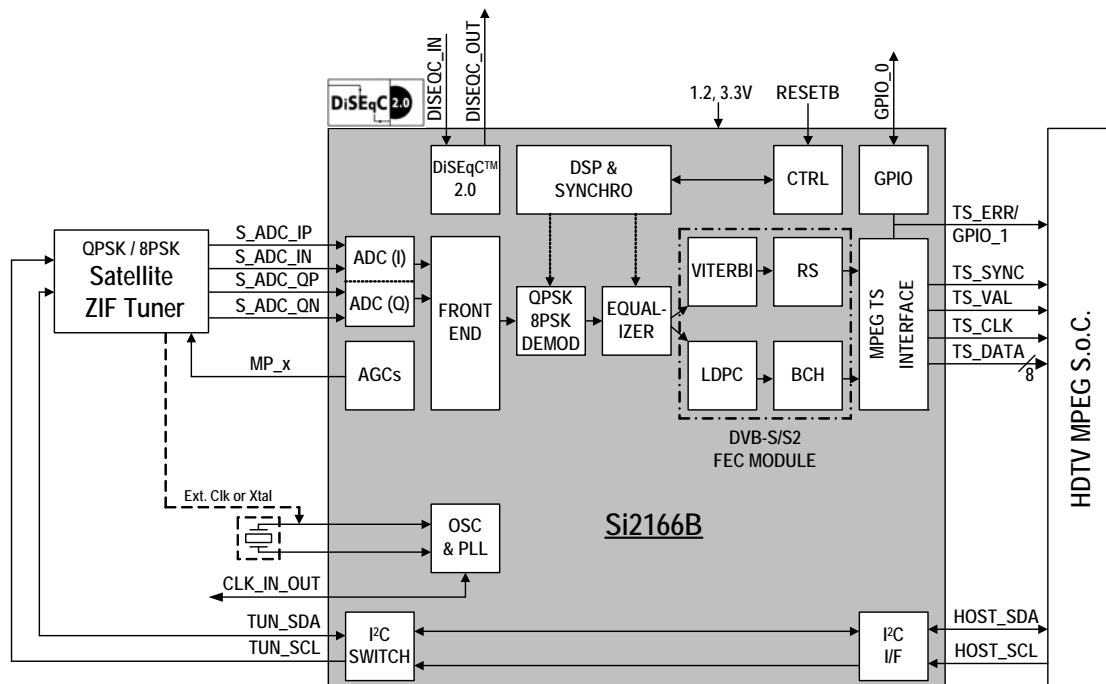 DISEQC_IN
DISEQC_OUT
DiSEqC 2.0
1.2, 3.3V
RESETB
GPIO_0
DiSEqC™
2.0
DSP &
SYNCHRO
CTRL
GPIO
QPSK / 8PSK
Satellite
ZIF Tuner
S_ADC_IP
S_ADC_IN
S_ADC_QP
S_ADC_QN
MP_x
ADC (I)
ADC (Q)
AGCs
FRONT
END
QPSK
8PSK
DEMOD
EQUAL-
IZER
VITERBI
RS
LDPC
BCH
DVB-S/S2
FEC MODULE
MPEG TS
INTERFACE
TS_ERR/
GPIO_1
TS_SYNC
TS_VAL
TS_CLK
TS_DATA
8
HDTV MPEG S.o.C.
Ext. Clk or Xtal
OSC
& PLL
Si2166B
CLK_IN_OUT
TUN_SDA
TUN_SCL
I²C
SWITCH
I²C
I/F
HOST_SDA
HOST_SCL